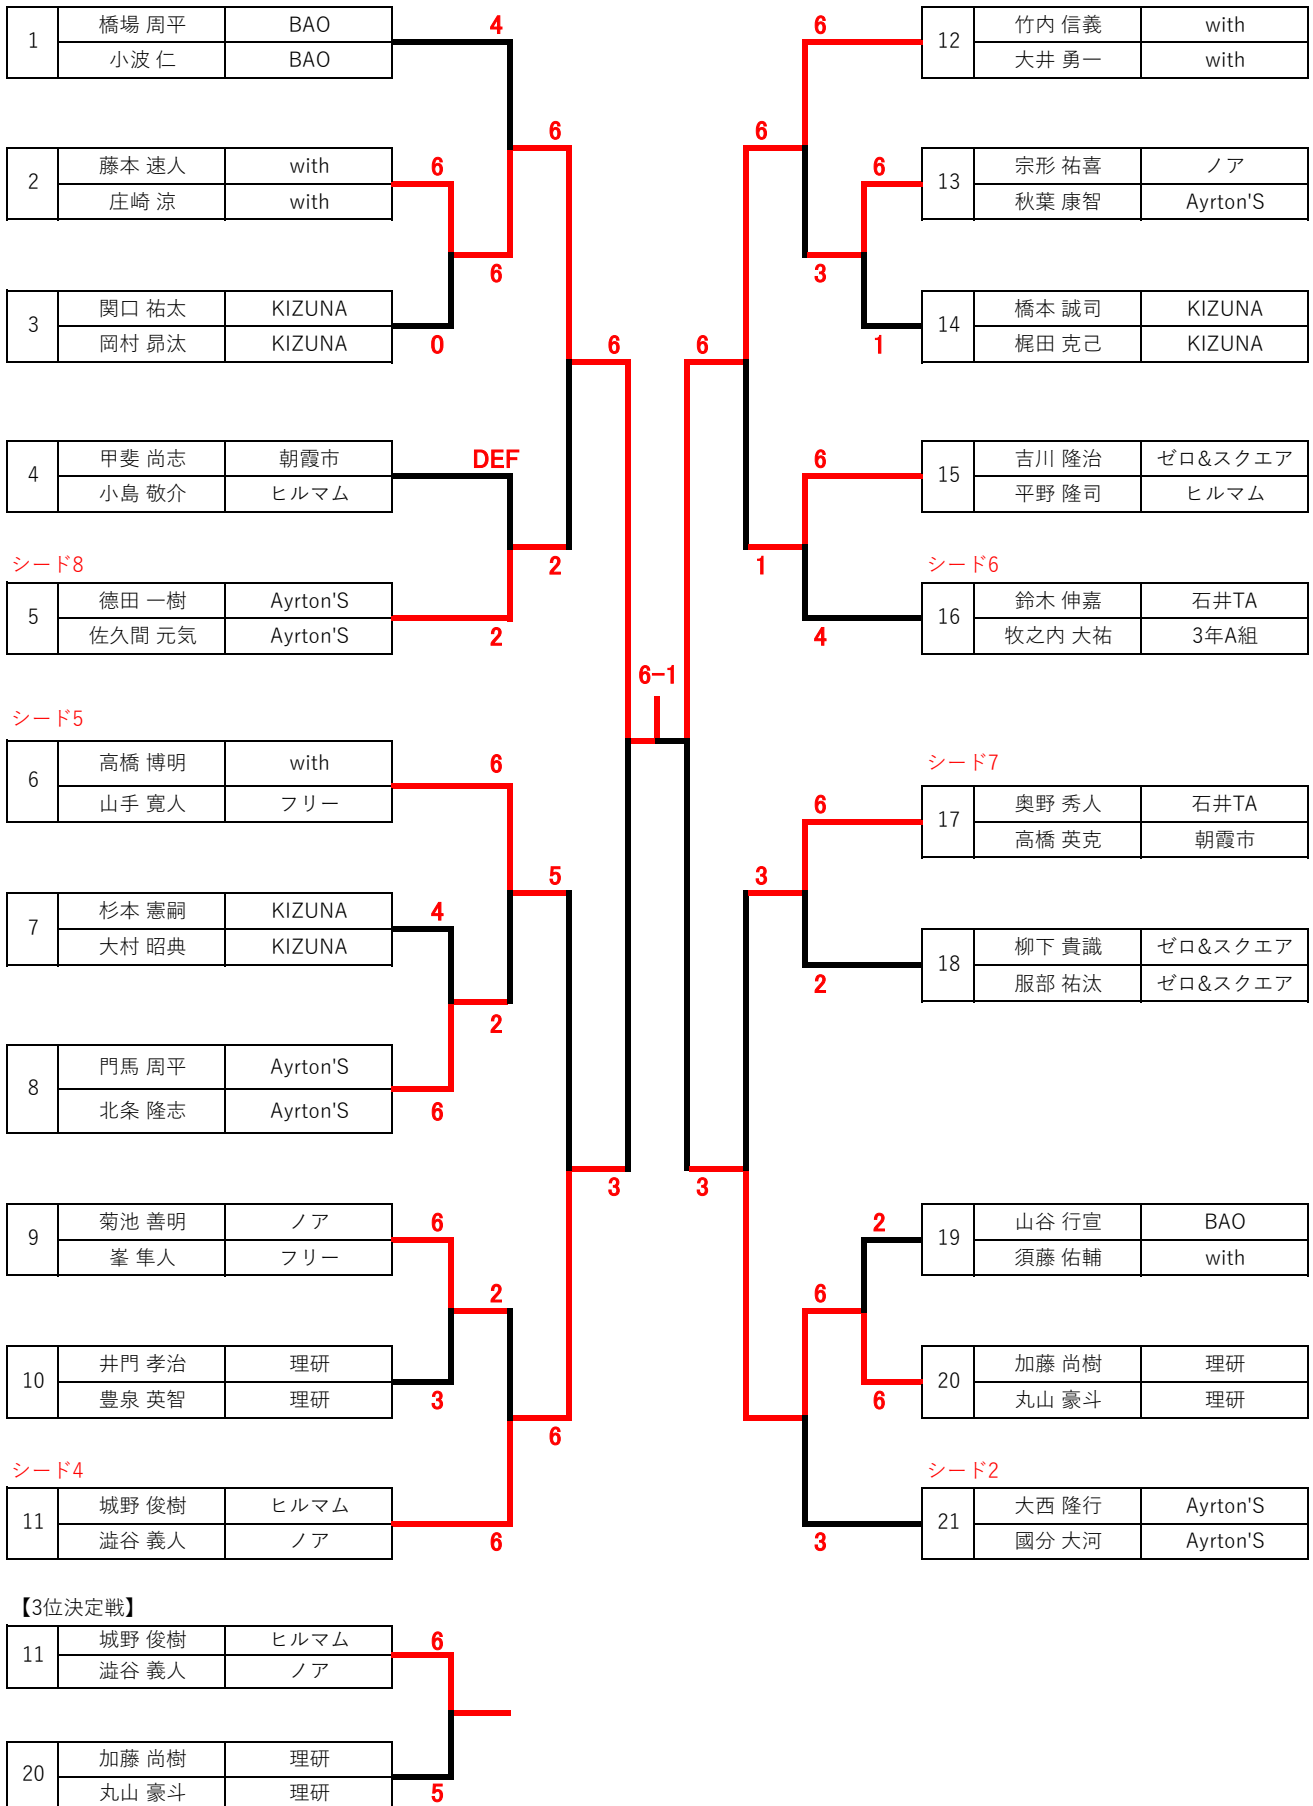 1 橋場 周平 BAO
小波 仁 BAO
4
6
2 藤本 速人 with
庄崎 涼 with
6
6
3 関口 祐太 KIZUNA
岡村 昴汰 KIZUNA
0
6
4 甲斐 尚志 朝霞市
小島 敬介 ヒルマム
DEF
2
シード8
5 德田 一樹 Ayrton'S
佐久間 元気 Ayrton'S
2
シード5
6 高橋 博明 with
山手 寛人 フリー
6
5
7 杉本 憲嗣 KIZUNA
大村 昭典 KIZUNA
4
2
8 門馬 周平 Ayrton'S
北条 隆志 Ayrton'S
6
3
9 菊池 善明 ノア
峯 隼人 フリー
6
2
10 井門 孝治 理研
豊泉 英智 理研
3
6
シード4
11 城野 俊樹 ヒルマム
澁谷 義人 ノア
6
6-1
12 竹内 信義 with
大井 勇一 with
6
6
13 宗形 祐喜 ノア
秋葉 康智 Ayrton'S
6
3
14 橋本 誠司 KIZUNA
梶田 克己 KIZUNA
1
6
15 吉川 隆治 ゼロ&スクエア
平野 隆司 ヒルマム
6
1
シード6
16 鈴木 伸嘉 石井TA
牧之内 大祐 3年A組
4
シード7
17 奥野 秀人 石井TA
高橋 英克 朝霞市
6
3
18 柳下 貴識 ゼロ&スクエア
服部 祐汰 ゼロ&スクエア
2
3
19 山谷 行宣 BAO
須藤 佑輔 with
2
6
20 加藤 尚樹 理研
丸山 豪斗 理研
6
シード2
21 大西 隆行 Ayrton'S
國分 大河 Ayrton'S
3
【3位決定戦】
11 城野 俊樹 ヒルマム
澁谷 義人 ノア
6
20 加藤 尚樹 理研
丸山 豪斗 理研
5